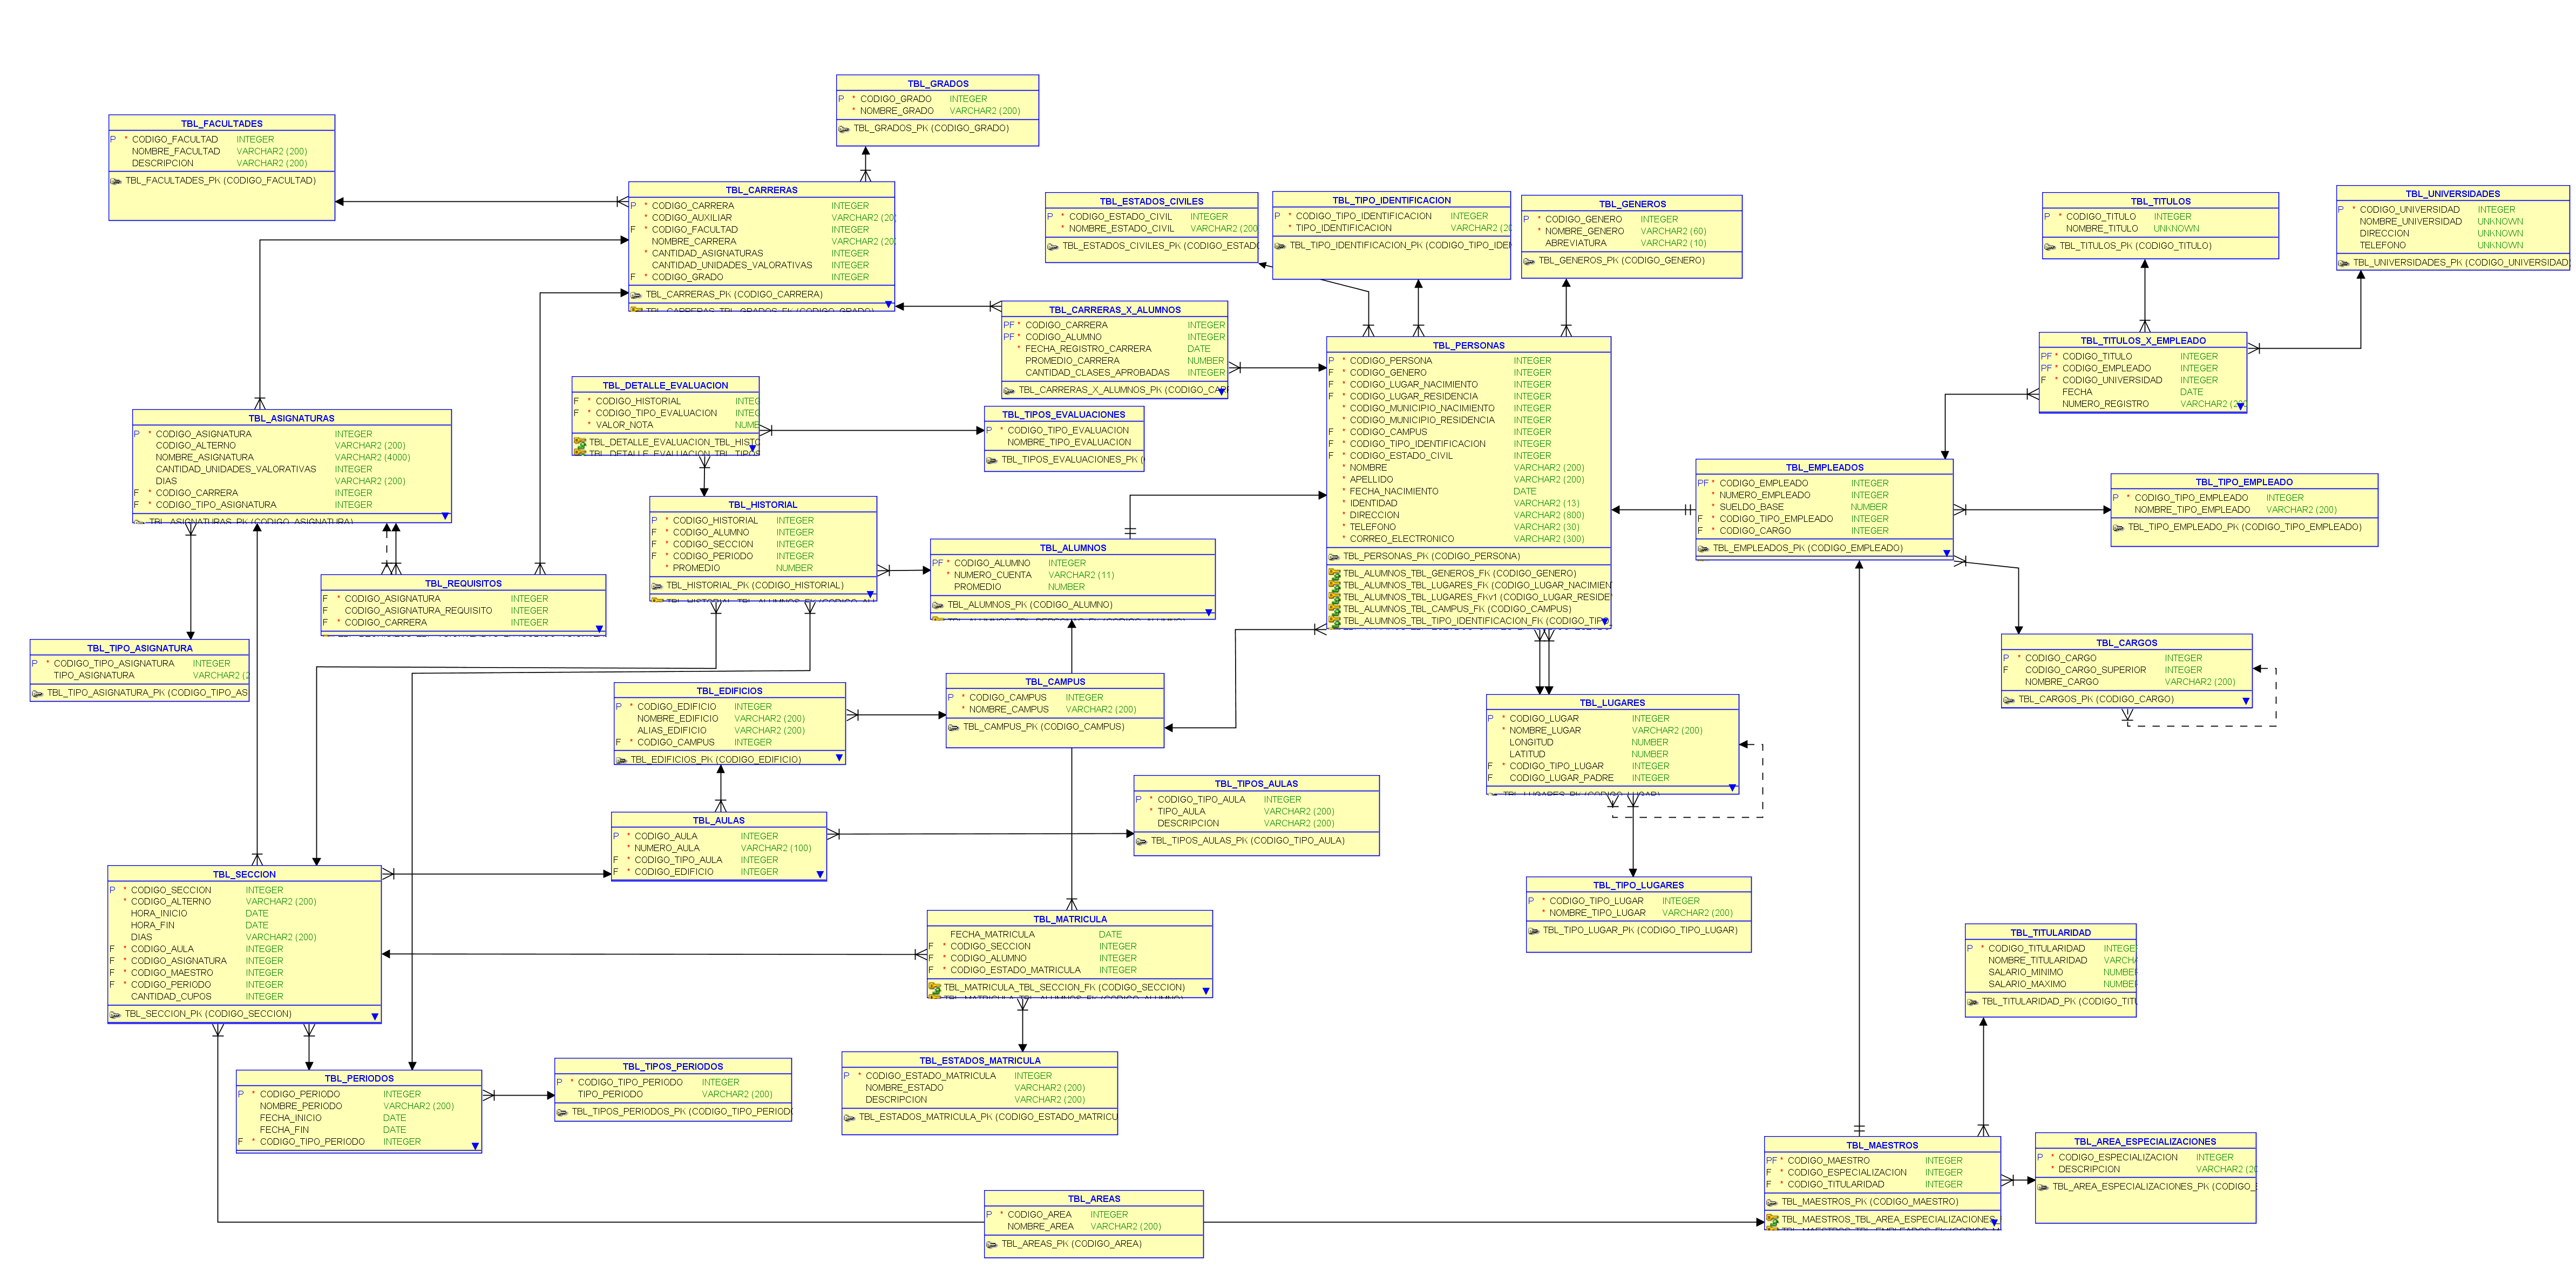 TBL_GRADOS
P * CODIGO_GRADO INTEGER
* NOMBRE_GRADO VARCHAR2 (200)
TBL_GRADOS_PK (CODIGO_GRADO)
TBL_FACULTADES
P * CODIGO_FACULTAD INTEGER
NOMBRE_FACULTAD VARCHAR2 (200)
DESCRIPCION VARCHAR2 (200)
TBL_FACULTADES_PK (CODIGO_FACULTAD)
TBL_CARRERAS
P * CODIGO_CARRERA INTEGER
* CODIGO_AUXILIAR VARCHAR2 (20
F * CODIGO_FACULTAD INTEGER
NOMBRE_CARRERA VARCHAR2 (20
* CANTIDAD_ASIGNATURAS INTEGER
CANTIDAD_UNIDADES_VALORATIVAS INTEGER
F * CODIGO_GRADO INTEGER
TBL_CARRERAS_PK (CODIGO_CARRERA)
TBL_CARRERAS_TBL_GRADOS_FK (CODIGO_GRADO)
TBL_ESTADOS_CIVILES
P * CODIGO_ESTADO_CIVIL INTEGER
* NOMBRE_ESTADO_CIVIL VARCHAR2 (200
TBL_ESTADOS_CIVILES_PK (CODIGO_ESTAD
TBL_TIPO_IDENTIFICACION
P * CODIGO_TIPO_IDENTIFICACION INTEGER
* TIPO_IDENTIFICACION VARCHAR2 (20
TBL_TIPO_IDENTIFICACION_PK (CODIGO_TIPO_IDE
TBL_GENEROS
P * CODIGO_GENERO INTEGER
* NOMBRE_GENERO VARCHAR2 (60)
ABREVIATURA VARCHAR2 (10)
TBL_GENEROS_PK (CODIGO_GENERO)
TBL_TITULOS
P * CODIGO_TITULO INTEGER
NOMBRE_TITULO UNKNOWN
TBL_TITULOS_PK (CODIGO_TITULO)
TBL_UNIVERSIDADES
P * CODIGO_UNIVERSIDAD INTEGER
NOMBRE_UNIVERSIDAD UNKNOWN
DIRECCION UNKNOWN
TELEFONO UNKNOWN
TBL_UNIVERSIDADES_PK (CODIGO_UNIVERSIDAD
TBL_CARRERAS_X_ALUMNOS
PF * CODIGO_CARRERA INTEGER
PF * CODIGO_ALUMNO INTEGER
* FECHA_REGISTRO_CARRERA DATE
PROMEDIO_CARRERA NUMBER
CANTIDAD_CLASES_APROBADAS INTEGER
TBL_CARRERAS_X_ALUMNOS_PK (CODIGO_CAR
TBL_PERSONAS
P * CODIGO_PERSONA INTEGER
F * CODIGO_GENERO INTEGER
F * CODIGO_LUGAR_NACIMIENTO INTEGER
F * CODIGO_LUGAR_RESIDENCIA INTEGER
* CODIGO_MUNICIPIO_NACIMIENTO INTEGER
* CODIGO_MUNICIPIO_RESIDENCIA INTEGER
F * CODIGO_CAMPUS INTEGER
F * CODIGO_TIPO_IDENTIFICACION INTEGER
F * CODIGO_ESTADO_CIVIL INTEGER
* NOMBRE VARCHAR2 (200)
* APELLIDO VARCHAR2 (200)
* FECHA_NACIMIENTO DATE
* IDENTIDAD VARCHAR2 (13)
* DIRECCION VARCHAR2 (800)
* TELEFONO VARCHAR2 (30)
* CORREO_ELECTRONICO VARCHAR2 (300)
TBL_PERSONAS_PK (CODIGO_PERSONA)
TBL_ALUMNOS_TBL_GENEROS_FK (CODIGO_GENERO)
TBL_ALUMNOS_TBL_LUGARES_FK (CODIGO_LUGAR_NACIMIEN
TBL_ALUMNOS_TBL_LUGARES_FKv1 (CODIGO_LUGAR_RESIDE
TBL_ALUMNOS_TBL_CAMPUS_FK (CODIGO_CAMPUS)
TBL_ALUMNOS_TBL_TIPO_IDENTIFICACION_FK (CODIGO_TIPO
TBL_TITULOS_X_EMPLEADO
PF * CODIGO_TITULO INTEGER
PF * CODIGO_EMPLEADO INTEGER
F * CODIGO_UNIVERSIDAD INTEGER
FECHA DATE
NUMERO_REGISTRO VARCHAR2 (200
TBL_DETALLE_EVALUACION
F * CODIGO_HISTORIAL INTEG
F * CODIGO_TIPO_EVALUACION INTEG
* VALOR_NOTA NUME
TBL_DETALLE_EVALUACION_TBL_HISTO
TBL_DETALLE_EVALUACION_TBL_TIPOS
TBL_TIPOS_EVALUACIONES
P * CODIGO_TIPO_EVALUACION
NOMBRE_TIPO_EVALUACION
TBL_TIPOS_EVALUACIONES_PK (
TBL_ASIGNATURAS
P * CODIGO_ASIGNATURA INTEGER
CODIGO_ALTERNO VARCHAR2 (200)
NOMBRE_ASIGNATURA VARCHAR2 (4000)
CANTIDAD_UNIDADES_VALORATIVAS INTEGER
DIAS VARCHAR2 (200)
F * CODIGO_CARRERA INTEGER
F * CODIGO_TIPO_ASIGNATURA INTEGER
TBL_ASIGNATURAS_PK (CODIGO_ASIGNATURA)
TBL_EMPLEADOS
PF * CODIGO_EMPLEADO INTEGER
* NUMERO_EMPLEADO INTEGER
* SUELDO_BASE NUMBER
F * CODIGO_TIPO_EMPLEADO INTEGER
F * CODIGO_CARGO INTEGER
TBL_EMPLEADOS_PK (CODIGO_EMPLEADO)
TBL_TIPO_EMPLEADO
P * CODIGO_TIPO_EMPLEADO INTEGER
NOMBRE_TIPO_EMPLEADO VARCHAR2 (200)
TBL_TIPO_EMPLEADO_PK (CODIGO_TIPO_EMPLEADO)
TBL_HISTORIAL
P * CODIGO_HISTORIAL INTEGER
F * CODIGO_ALUMNO INTEGER
F * CODIGO_SECCION INTEGER
F * CODIGO_PERIODO INTEGER
* PROMEDIO NUMBER
TBL_HISTORIAL_PK (CODIGO_HISTORIAL)
TBL_HISTORIAL_TBL_ALUMNOS_FK (CODIGO_ALU
TBL_ALUMNOS
PF * CODIGO_ALUMNO INTEGER
* NUMERO_CUENTA VARCHAR2 (11)
PROMEDIO NUMBER
TBL_ALUMNOS_PK (CODIGO_ALUMNO)
TBL_REQUISITOS
F * CODIGO_ASIGNATURA INTEGER
F CODIGO_ASIGNATURA_REQUISITO INTEGER
F * CODIGO_CARRERA INTEGER
TBL_TIPO_ASIGNATURA
P * CODIGO_TIPO_ASIGNATURA INTEGER
TIPO_ASIGNATURA VARCHAR2 (2
TBL_TIPO_ASIGNATURA_PK (CODIGO_TIPO_AS
TBL_CARGOS
P * CODIGO_CARGO INTEGER
F CODIGO_CARGO_SUPERIOR INTEGER
NOMBRE_CARGO VARCHAR2 (200)
TBL_CARGOS_PK (CODIGO_CARGO)
TBL_EDIFICIOS
P * CODIGO_EDIFICIO INTEGER
NOMBRE_EDIFICIO VARCHAR2 (200)
ALIAS_EDIFICIO VARCHAR2 (200)
F * CODIGO_CAMPUS INTEGER
TBL_EDIFICIOS_PK (CODIGO_EDIFICIO)
TBL_CAMPUS
P * CODIGO_CAMPUS INTEGER
* NOMBRE_CAMPUS VARCHAR2 (200)
TBL_CAMPUS_PK (CODIGO_CAMPUS)
TBL_LUGARES
P * CODIGO_LUGAR INTEGER
* NOMBRE_LUGAR VARCHAR2 (200)
LONGITUD NUMBER
LATITUD NUMBER
F * CODIGO_TIPO_LUGAR INTEGER
F CODIGO_LUGAR_PADRE INTEGER
TBL_LUGARES_PK (CODIGO_LUGAR)
TBL_TIPOS_AULAS
P * CODIGO_TIPO_AULA INTEGER
* TIPO_AULA VARCHAR2 (200)
DESCRIPCION VARCHAR2 (200)
TBL_TIPOS_AULAS_PK (CODIGO_TIPO_AULA)
TBL_AULAS
P * CODIGO_AULA INTEGER
* NUMERO_AULA VARCHAR2 (100)
F * CODIGO_TIPO_AULA INTEGER
F * CODIGO_EDIFICIO INTEGER
TBL_SECCION
P * CODIGO_SECCION INTEGER
* CODIGO_ALTERNO VARCHAR2 (200)
HORA_INICIO DATE
HORA_FIN DATE
DIAS VARCHAR2 (200)
F * CODIGO_AULA INTEGER
F * CODIGO_ASIGNATURA INTEGER
F * CODIGO_MAESTRO INTEGER
F * CODIGO_PERIODO INTEGER
CANTIDAD_CUPOS INTEGER
TBL_SECCION_PK (CODIGO_SECCION)
TBL_TIPO_LUGARES
P * CODIGO_TIPO_LUGAR INTEGER
* NOMBRE_TIPO_LUGAR VARCHAR2 (200)
TBL_TIPO_LUGAR_PK (CODIGO_TIPO_LUGAR)
TBL_MATRICULA
FECHA_MATRICULA DATE
F * CODIGO_SECCION INTEGER
F * CODIGO_ALUMNO INTEGER
F * CODIGO_ESTADO_MATRICULA INTEGER
TBL_MATRICULA_TBL_SECCION_FK (CODIGO_SECCION)
TBL_MATRICULA_TBL_ALUMNOS_FK (CODIGO_ALUMNO)
TBL_TITULARIDAD
P * CODIGO_TITULARIDAD INTEGE
NOMBRE_TITULARIDAD VARCHA
SALARIO_MINIMO NUMBE
SALARIO_MAXIMO NUMBE
TBL_TITULARIDAD_PK (CODIGO_TITU
TBL_ESTADOS_MATRICULA
P * CODIGO_ESTADO_MATRICULA INTEGER
NOMBRE_ESTADO VARCHAR2 (200)
DESCRIPCION VARCHAR2 (200)
TBL_ESTADOS_MATRICULA_PK (CODIGO_ESTADO_MATRICU
TBL_TIPOS_PERIODOS
P * CODIGO_TIPO_PERIODO INTEGER
TIPO_PERIODO VARCHAR2 (200)
TBL_TIPOS_PERIODOS_PK (CODIGO_TIPO_PERIOD
TBL_PERIODOS
P * CODIGO_PERIODO INTEGER
NOMBRE_PERIODO VARCHAR2 (200)
FECHA_INICIO DATE
FECHA_FIN DATE
F * CODIGO_TIPO_PERIODO INTEGER
TBL_MAESTROS
PF * CODIGO_MAESTRO INTEGER
F * CODIGO_ESPECIALIZACION INTEGER
F * CODIGO_TITULARIDAD INTEGER
TBL_MAESTROS_PK (CODIGO_MAESTRO)
TBL_MAESTROS_TBL_AREA_ESPECIALIZACIONES_
TBL_MAESTROS_TBL_EMPLEADOS_FK (CODIGO_M
TBL_AREA_ESPECIALIZACIONES
P * CODIGO_ESPECIALIZACION INTEGER
* DESCRIPCION VARCHAR2 (20
TBL_AREA_ESPECIALIZACIONES_PK (CODIGO_E
TBL_AREAS
P * CODIGO_AREA INTEGER
NOMBRE_AREA VARCHAR2 (200)
TBL_AREAS_PK (CODIGO_AREA)